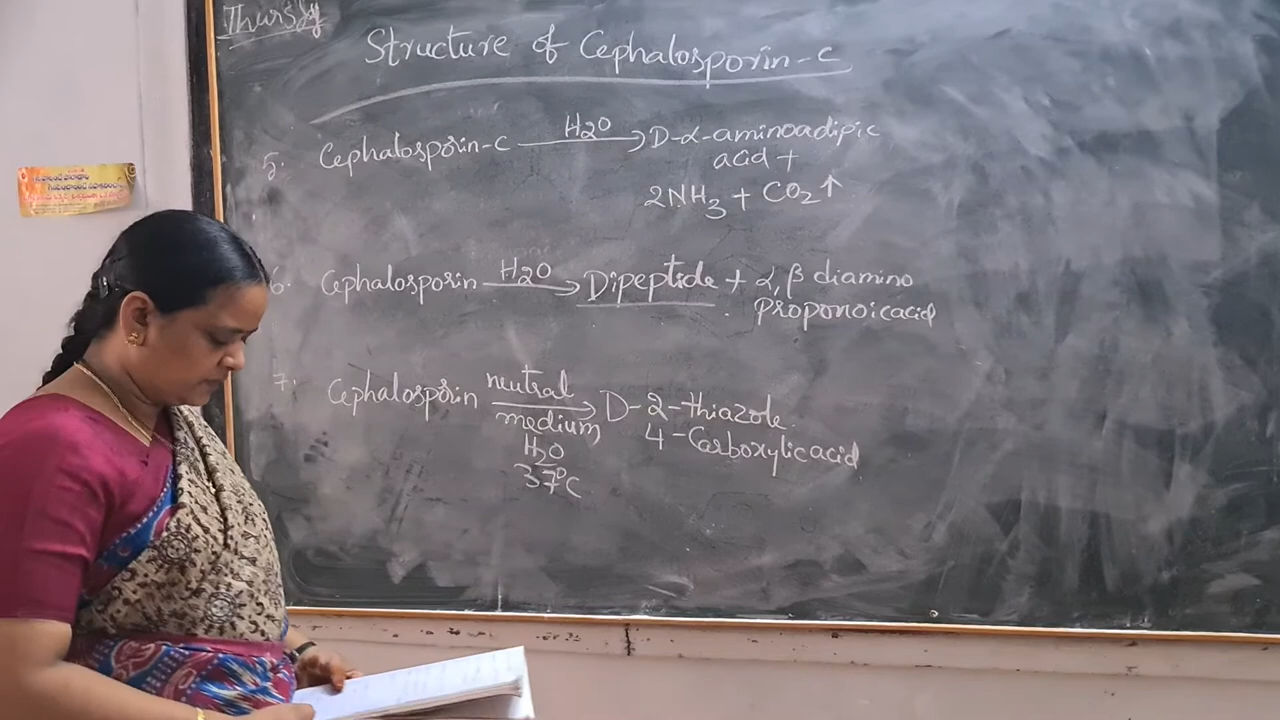 Thursdy
Structure of Cephalosporin-c
5. Cephalosporin-c H2O → D-α-aminoadipic
acid +
2NH3 + CO2↑
6. Cephalosporin H2O → Dipeptide + α, β diamino
proponoicacid
7. Cephalosporin neutral → D-2-thiazole.
medium 4-Carboxylicacid
H2O
37°C